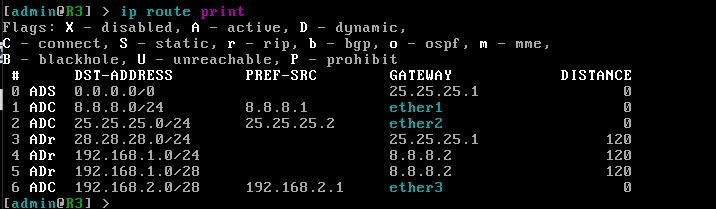 [admin@R3] > ip route print
Flags: X - disabled, A - active, D - dynamic,
C - connect, S - static, r - rip, b - bgp, o - ospf, m - mme,
B - blackhole, U - unreachable, P - prohibit
# DST-ADDRESS PREF-SRC GATEWAY DISTANCE
0 ADS 0.0.0.0/0 25.25.25.1 0
1 ADC 8.8.8.0/24 8.8.8.1 ether1 0
2 ADC 25.25.25.0/24 25.25.25.2 ether2 0
3 ADr 28.28.28.0/24 25.25.25.1 120
4 ADr 192.168.1.0/24 8.8.8.2 120
5 ADr 192.168.1.0/28 8.8.8.2 120
6 ADC 192.168.2.0/28 192.168.2.1 ether3 0
[admin@R3] >